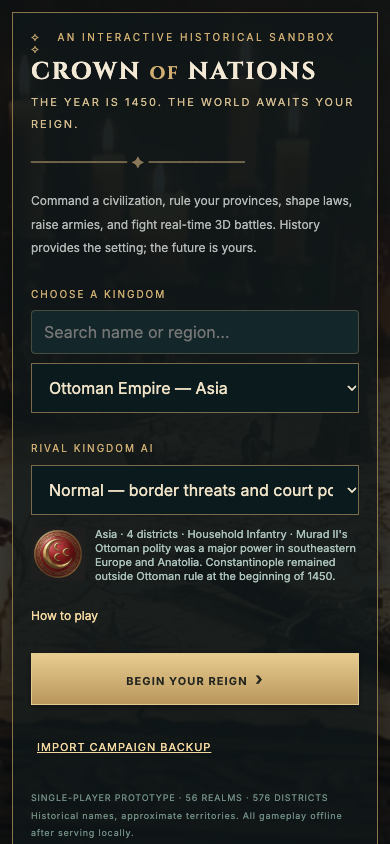 ✧ AN INTERACTIVE HISTORICAL SANDBOX
✧
CROWN OF NATIONS
THE YEAR IS 1450. THE WORLD AWAITS YOUR
REIGN.
Command a civilization, rule your provinces, shape laws,
raise armies, and fight real-time 3D battles. History
provides the setting; the future is yours.
CHOOSE A KINGDOM
Search name or region...
Ottoman Empire — Asia
RIVAL KINGDOM AI
Normal — border threats and court
Asia · 4 districts · Household Infantry · Murad II's
Ottoman polity was a major power in southeastern
Europe and Anatolia. Constantinople remained
outside Ottoman rule at the beginning of 1450.
How to play
BEGIN YOUR REIGN ›
IMPORT CAMPAIGN BACKUP
SINGLE-PLAYER PROTOTYPE · 56 REALMS · 576 DISTRICTS
Historical names, approximate territories. All gameplay offline
after serving locally.